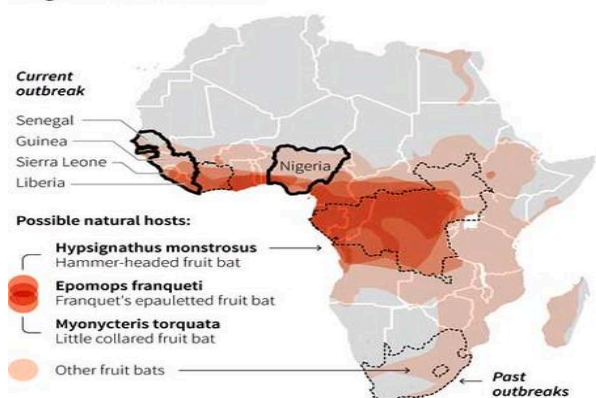 Current
outbreak
Senegal
Guinea
Sierra Leone
Liberia
Nigeria
Possible natural hosts:
Hypsignathus monstrosus
Hammer-headed fruit bat
Epomops franqueti
Franquet's epauletted fruit bat
Myonycteris torquata
Little collared fruit bat
Other fruit bats
Past
outbreaks